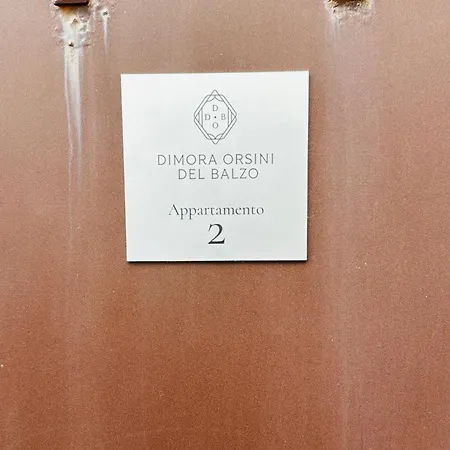 D
D • B
O
DIMORA ORSINI
DEL BALZO
Appartamento
2